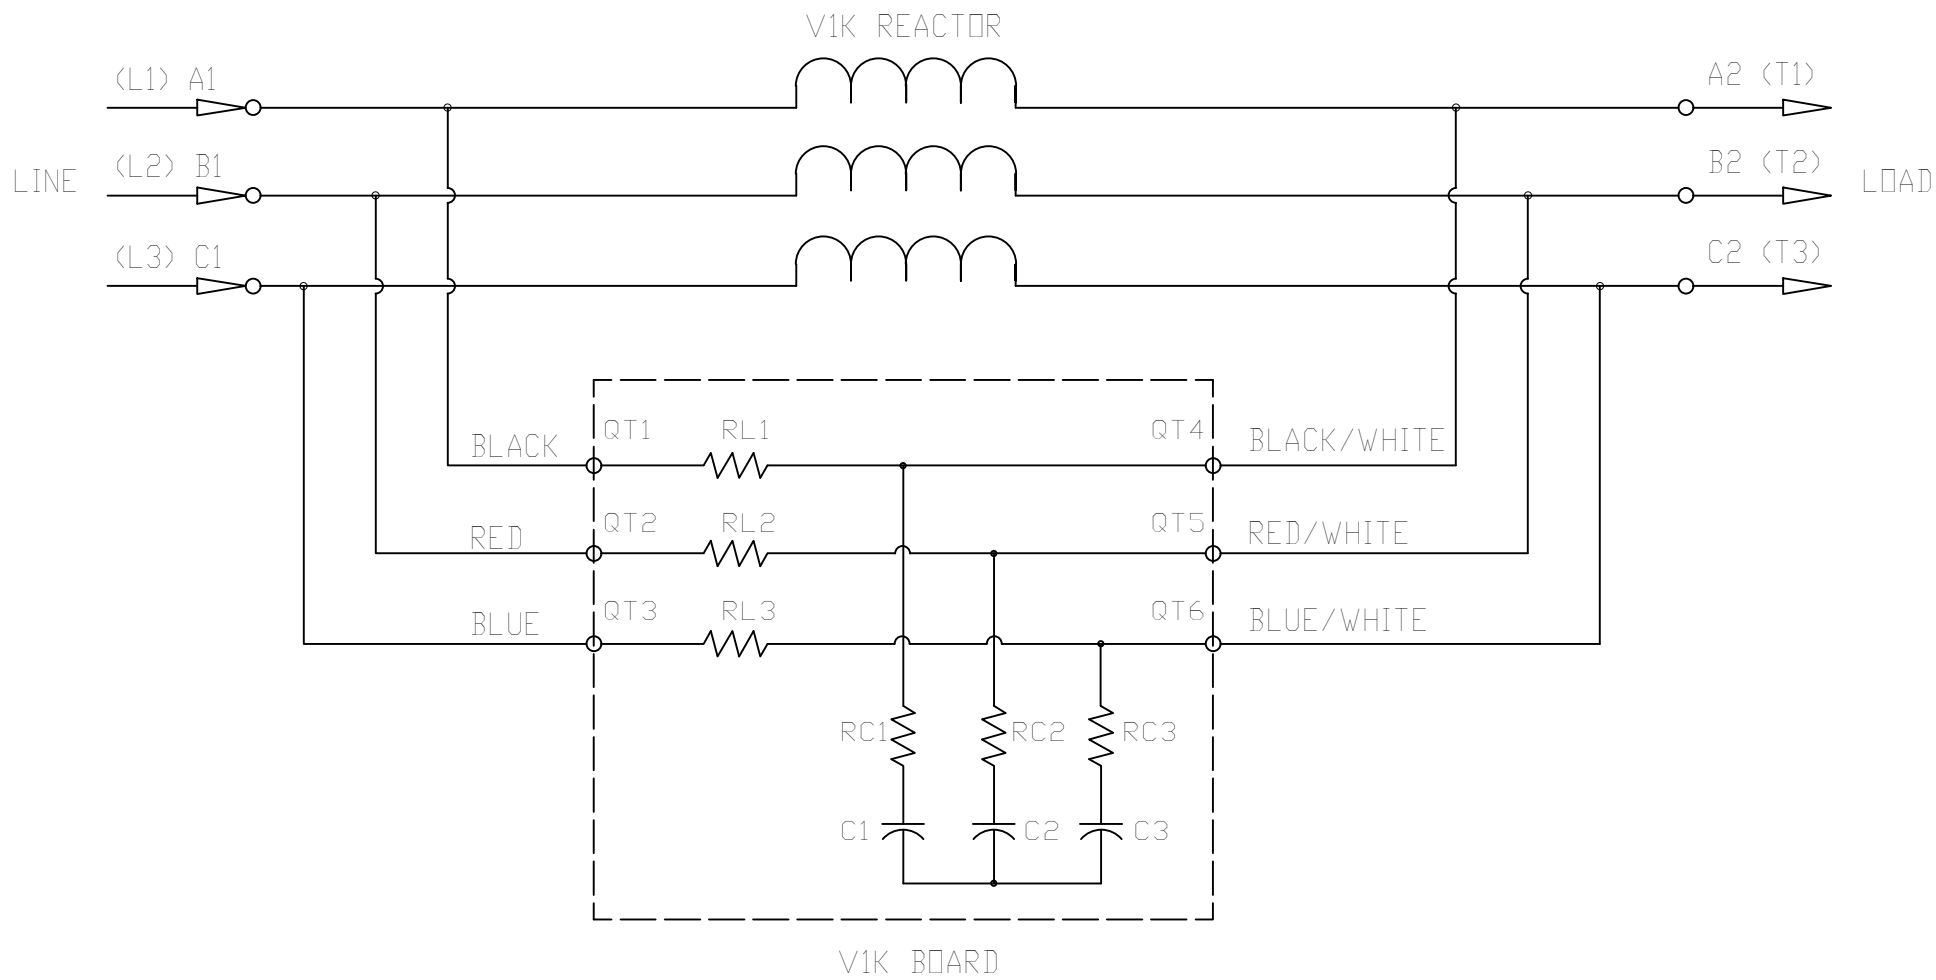 V1K REACTOR
(L1) A1
A2 (T1)
(L2) B1
B2 (T2)
LINE
LOAD
(L3) C1
C2 (T3)
QT1
RL1
QT4
BLACK
BLACK/WHITE
QT2
RL2
QT5
RED
RED/WHITE
QT3
RL3
QT6
BLUE
BLUE/WHITE
RC1
RC2
RC3
C1
C2
C3
V1K BOARD